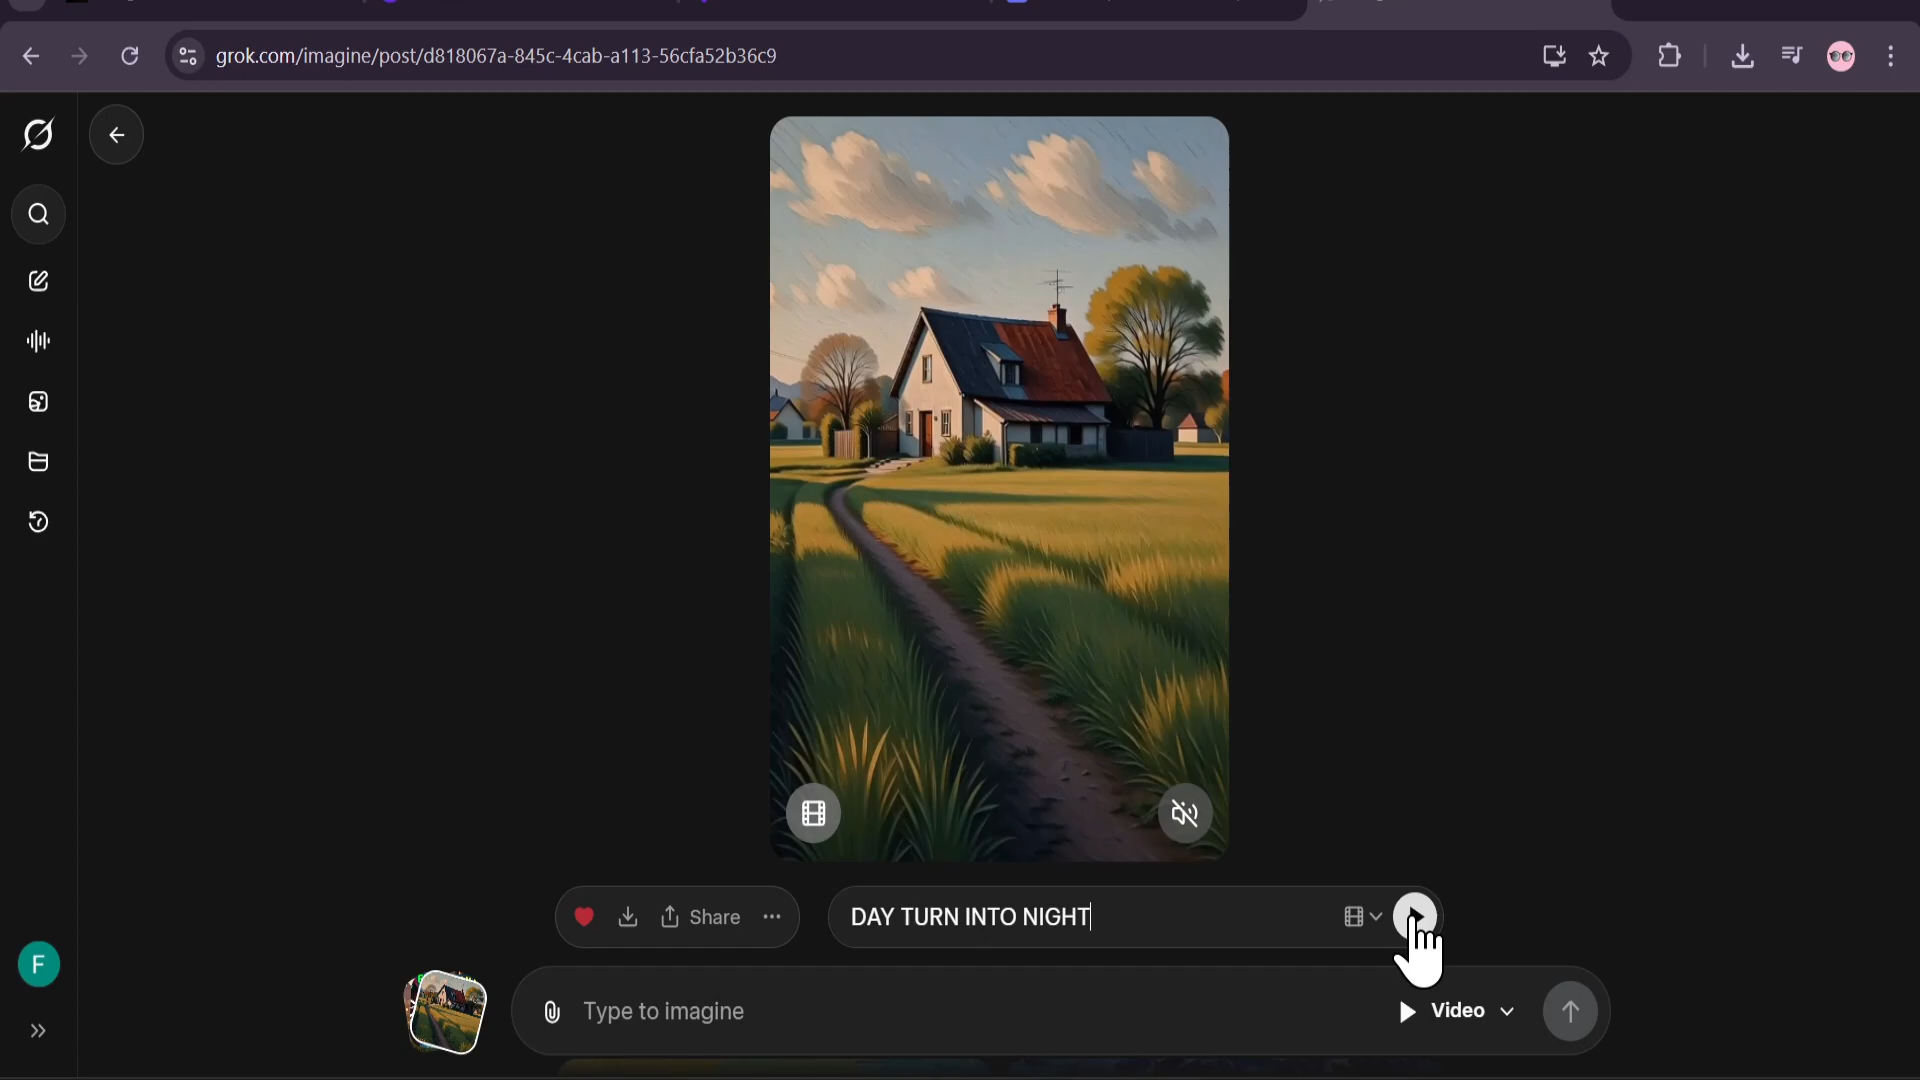 grok.com/imagine/post/d818067a-845c-4cab-a113-56cfa52b36c9
Share
DAY TURN INTO NIGHT
F
Type to imagine
Video